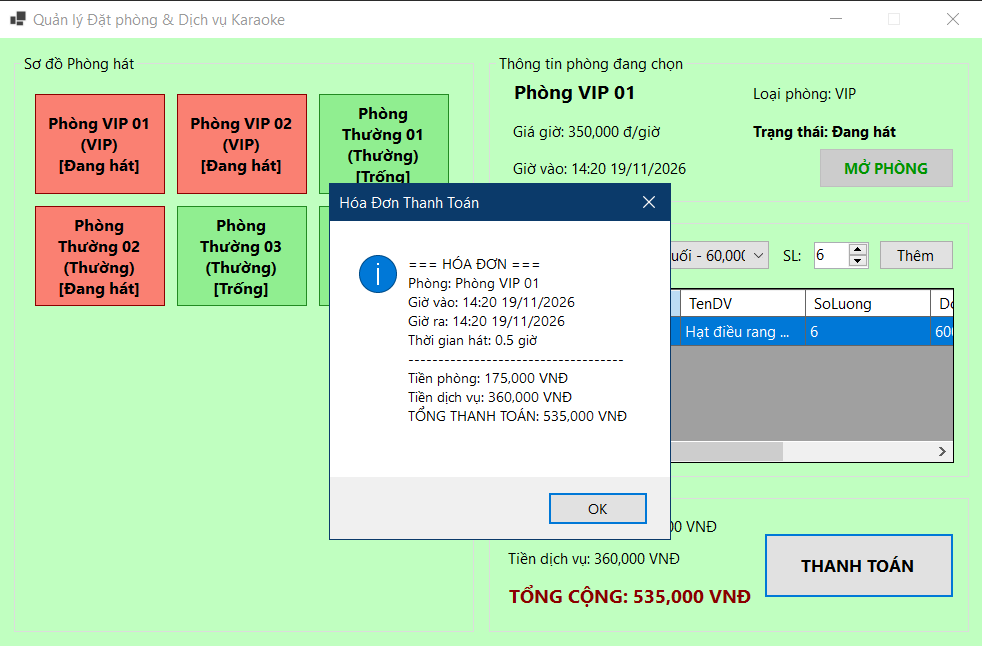 Quản lý Đặt phòng & Dịch vụ Karaoke
Sơ đồ Phòng hát
Phòng VIP 01
(VIP)
[Đang hát]
Phòng VIP 02
(VIP)
[Đang hát]
Phòng
Thường 01
(Thường)
[Trống]
Phòng
Thường 02
(Thường)
[Đang hát]
Phòng
Thường 03
(Thường)
[Trống]
Thông tin phòng đang chọn
Phòng VIP 01
Loại phòng: VIP
Giá giờ: 350,000 đ/giờ
Trạng thái: Đang hát
Giờ vào: 14:20 19/11/2026
MỞ PHÒNG
uối - 60,000
SL:
6
Thêm
TenDV
SoLuong
Hạt điều rang ...
6
600
Hóa Đơn Thanh Toán
=== HÓA ĐƠN ===
Phòng: Phòng VIP 01
Giờ vào: 14:20 19/11/2026
Giờ ra: 14:20 19/11/2026
Thời gian hát: 0.5 giờ
------------------------------------
Tiền phòng: 175,000 VNĐ
Tiền dịch vụ: 360,000 VNĐ
TỔNG THANH TOÁN: 535,000 VNĐ
OK
VNĐ
Tiền dịch vụ: 360,000 VNĐ
TỔNG CỘNG: 535,000 VNĐ
THANH TOÁN